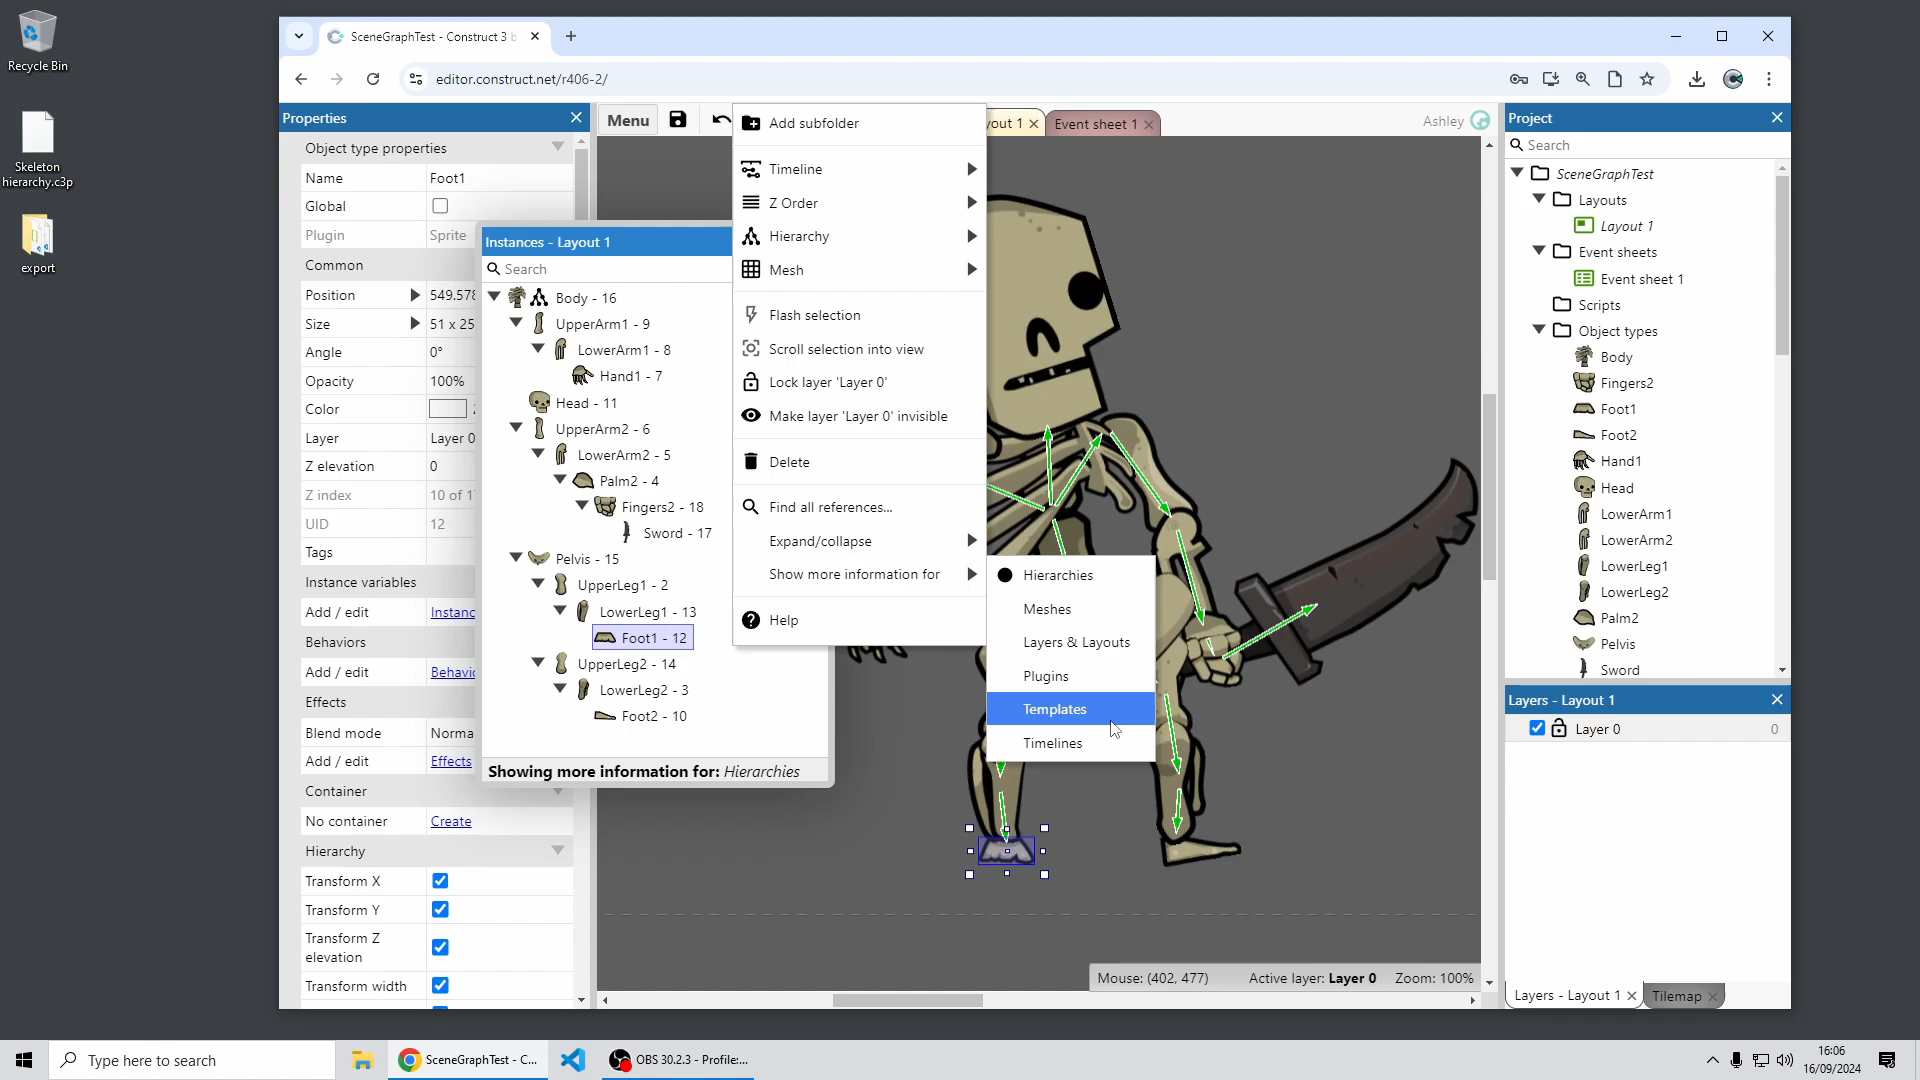 Recycle Bin
Skeleton
hierarchy.c3p
export
SceneGraphTest - Construct 3 b
editor.construct.net/r406-2/
Properties
Object type properties
Name Foot1
Global
Plugin Sprite
Common
Position 549.578
Size 51 x 25
Angle 0°
Opacity 100%
Color
Layer Layer 0
Z elevation 0
Z index 10 of 1
UID 12
Tags
Instance variables
Add / edit Instanc
Behaviors
Add / edit Behavio
Effects
Blend mode Norma
Add / edit Effects
Container
No container Create
Hierarchy
Transform X
Transform Y
Transform Z
elevation
Transform width
Menu
yout 1
Event sheet 1
Ashley
Instances - Layout 1
Search
Body - 16
UpperArm1 - 9
LowerArm1 - 8
Hand1 - 7
Head - 11
UpperArm2 - 6
LowerArm2 - 5
Palm2 - 4
Fingers2 - 18
Sword - 17
Pelvis - 15
UpperLeg1 - 2
LowerLeg1 - 13
Foot1 - 12
UpperLeg2 - 14
LowerLeg2 - 3
Foot2 - 10
Showing more information for: Hierarchies
Add subfolder
Timeline
Z Order
Hierarchy
Mesh
Flash selection
Scroll selection into view
Lock layer 'Layer 0'
Make layer 'Layer 0' invisible
Delete
Find all references...
Expand/collapse
Show more information for
Help
Hierarchies
Meshes
Layers & Layouts
Plugins
Templates
Timelines
Mouse: (402, 477) Active layer: Layer 0 Zoom: 100%
Project
Search
SceneGraphTest
Layouts
Layout 1
Event sheets
Event sheet 1
Scripts
Object types
Body
Fingers2
Foot1
Foot2
Hand1
Head
LowerArm1
LowerArm2
LowerLeg1
LowerLeg2
Palm2
Pelvis
Sword
Layers - Layout 1
Layer 0 0
Layers - Layout 1
Tilemap
Type here to search
SceneGraphTest - C...
OBS 30.2.3 - Profile:...
16:06
16/09/2024